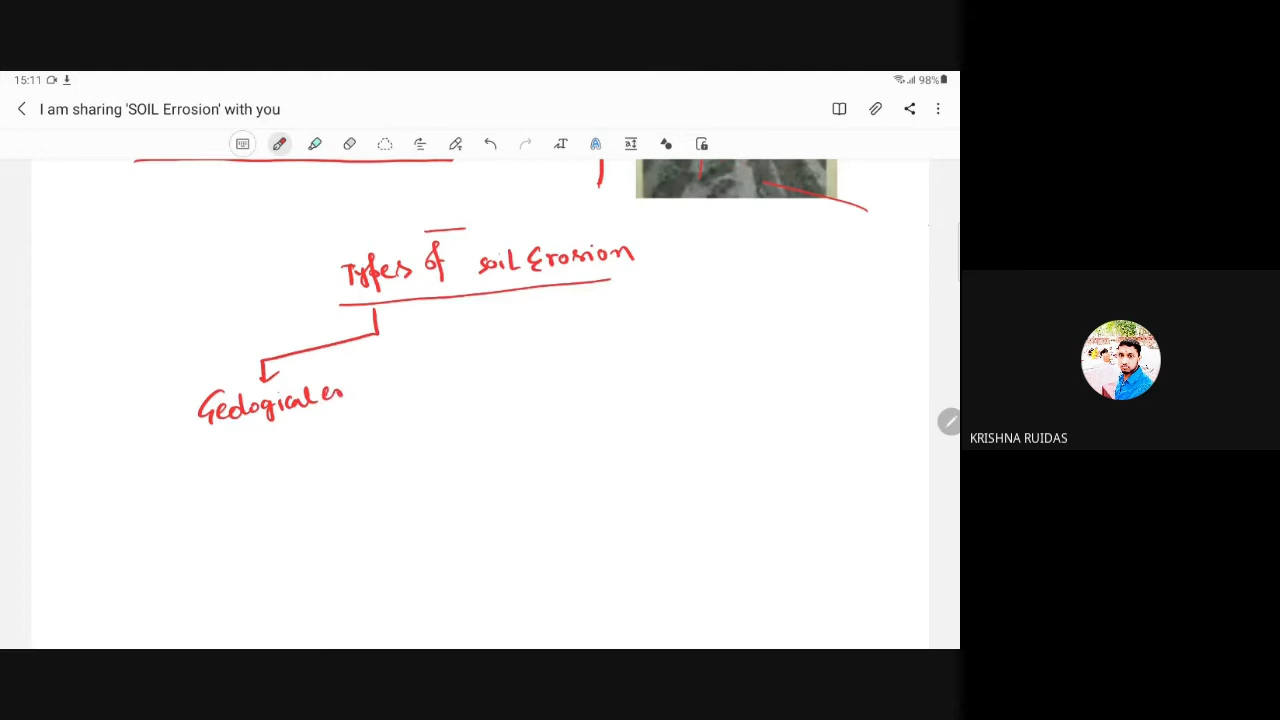 15:11
98%
I am sharing 'SOIL Errosion' with you
Types of soil Erosion
Geological er
KRISHNA RUIDAS